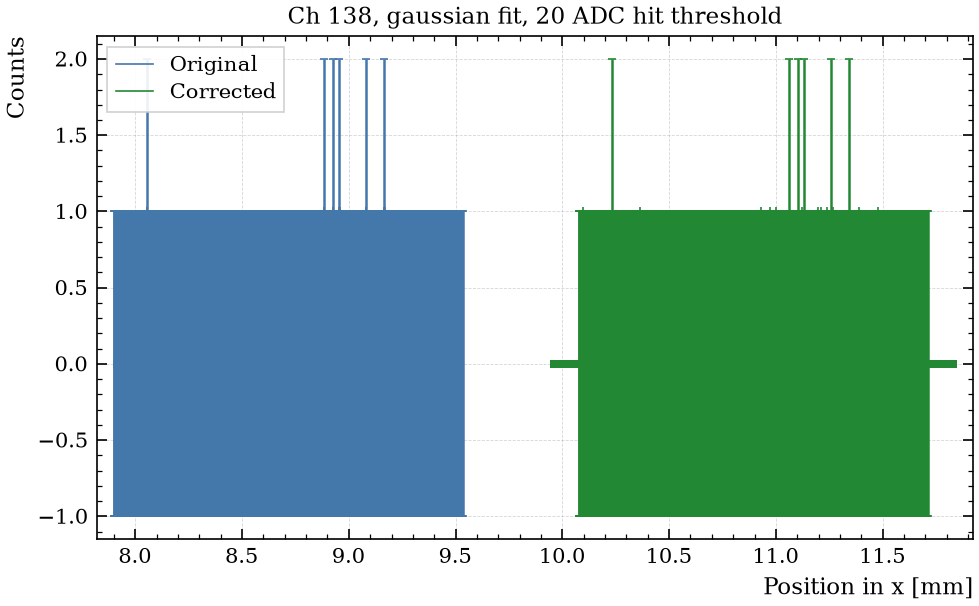 Ch 138, gaussian fit, 20 ADC hit threshold
Counts
Original
Corrected
2.0
1.5
1.0
0.5
0.0
−0.5
−1.0
8.0 8.5 9.0 9.5 10.0 10.5 11.0 11.5
Position in x [mm]